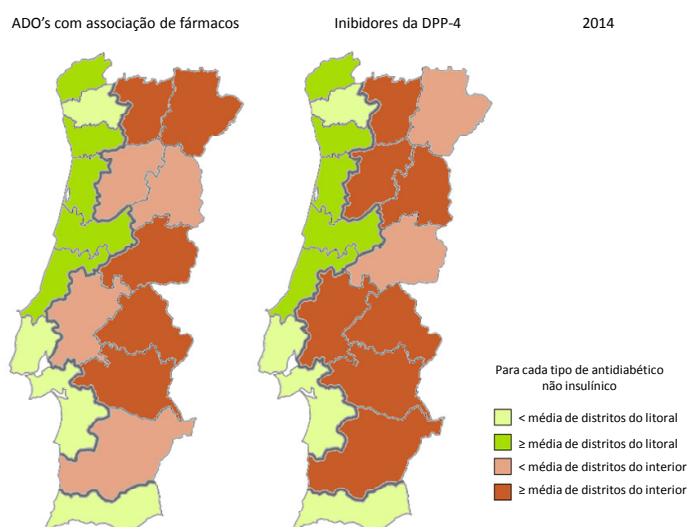 ADO's com associação de fármacos
Inibidores da DPP-4
2014
Para cada tipo de antidiabético
não insulínico
< média de distritos do litoral
≥ média de distritos do litoral
< média de distritos do interior
≥ média de distritos do interior